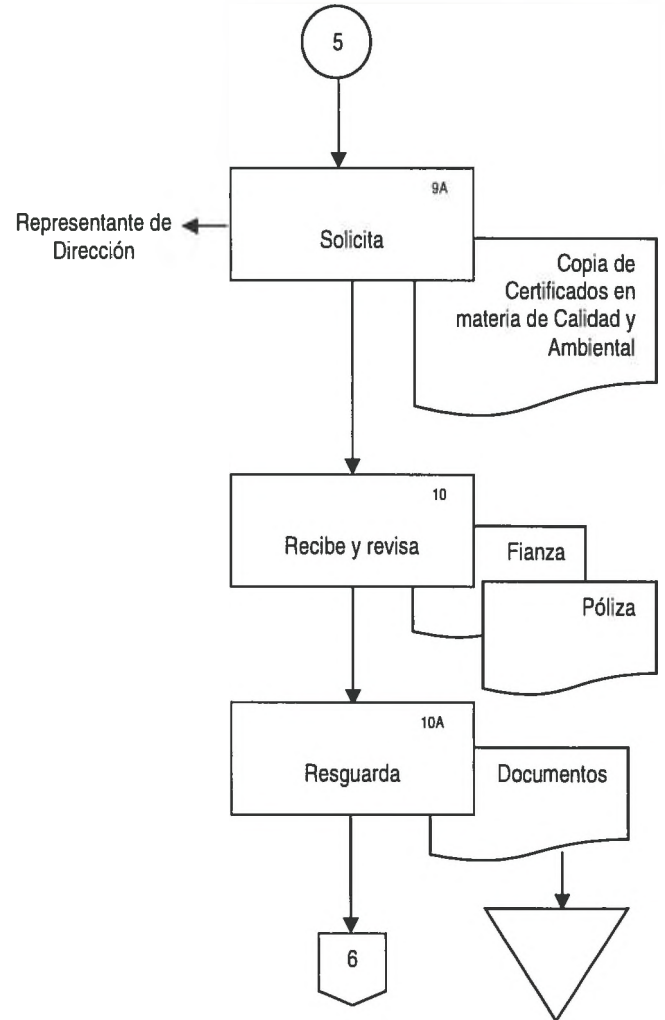 5
9A
Solicita
Representante de
Dirección
Copia de
Certificados en
materia de Calidad y
Ambiental
10
Recibe y revisa
Fianza
Póliza
10A
Resguarda
Documentos
6